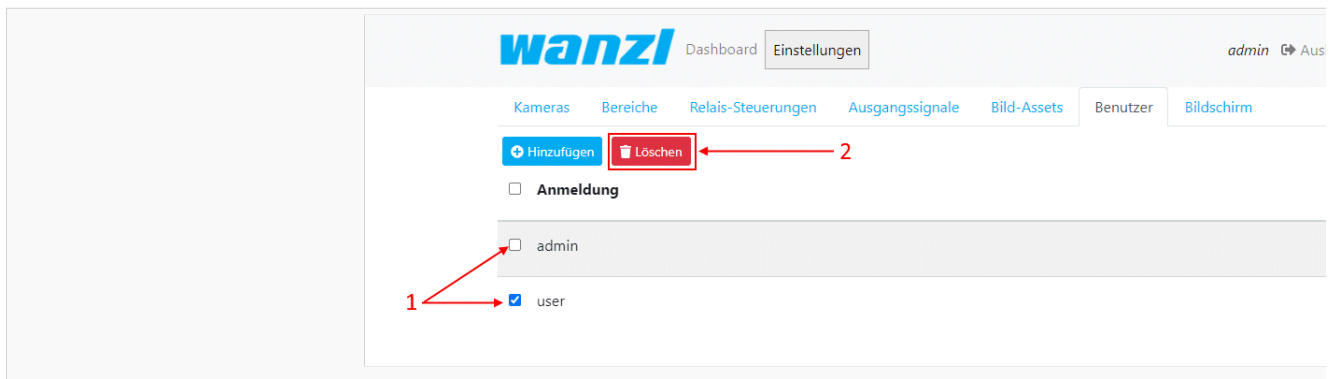 wanzl Dashboard Einstellungen admin Aus
Kameras Bereiche Relais-Steuerungen Ausgangssignale Bild-Assets Benutzer Bildschirm
Hinzufügen Löschen 2
Anmeldung
admin
1 user